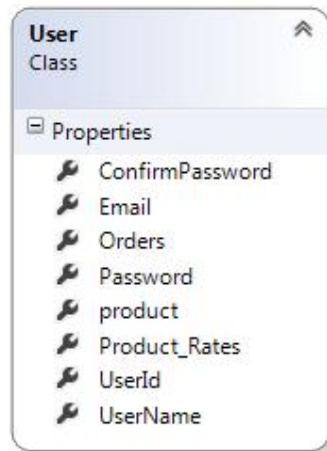 User
Class
Properties
ConfirmPassword
Email
Orders
Password
product
Product_Rates
UserId
UserName